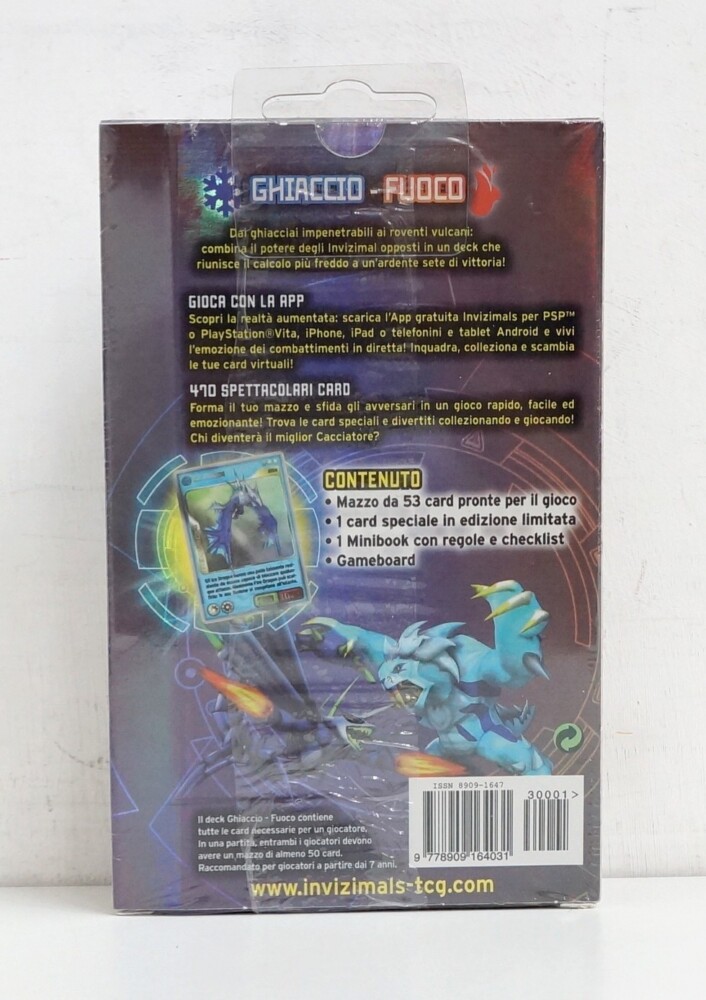 GHIACCIO - FUOCO
Dai ghiacciai impenetrabili ai roventi vulcani:
combina il potere degli Invizimal opposti in un deck che
riunisce il calcolo più freddo a un'ardente sete di vittoria!
GIOCA CON LA APP
Scopri la realtà aumentata: scarica l'App gratuita Invizimals per PSP™
o PlayStation®Vita, iPhone, iPad o telefonini e tablet Android e vivi
l'emozione dei combattimenti in diretta! Inquadra, colleziona e scambia
le tue card virtuali!
470 SPETTACOLARI CARD
Forma il tuo mazzo e sfida gli avversari in un gioco rapido, facile ed
emozionante! Trova le card speciali e divertiti collezionando e giocando!
Chi diventerà il miglior Cacciatore?
CONTENUTO
• Mazzo da 53 card pronte per il gioco
• 1 card speciale in edizione limitata
• 1 Minibook con regole e checklist
• Gameboard
ISSN 8909-1647
30001>
9 778909 164031
Il deck Ghiaccio - Fuoco contiene
tutte le card necessarie per un giocatore.
In una partita, entrambi i giocatori devono
avere un mazzo di almeno 50 card.
Raccomandato per giocatori a partire dai 7 anni.
www.invizimals-tcg.com